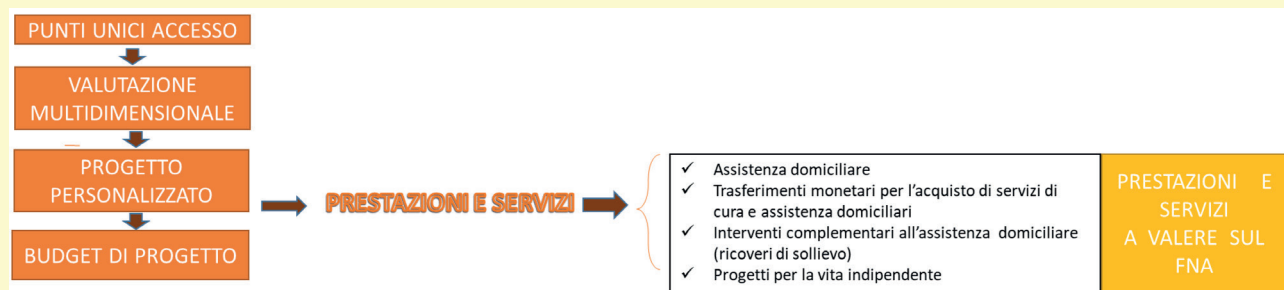 PUNTI UNICI ACCESSO
VALUTAZIONE
MULTIDIMENSIONALE
PROGETTO
PERSONALIZZATO
BUDGET DI PROGETTO
PRESTAZIONI E SERVIZI
✓ Assistenza domiciliare
✓ Trasferimenti monetari per l'acquisto di servizi di
cura e assistenza domiciliari
✓ Interventi complementari all'assistenza domiciliare
(ricoveri di sollievo)
✓ Progetti per la vita indipendente
PRESTAZIONI E
SERVIZI
A VALERE SUL
FNA